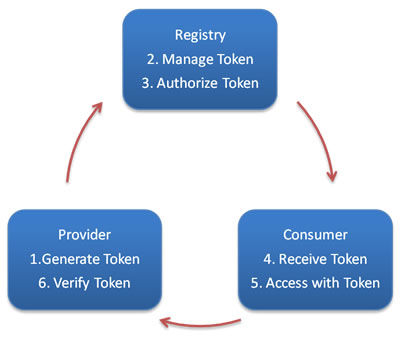 Registry
2. Manage Token
3. Authorize Token
Provider
1.Generate Token
6. Verify Token
Consumer
4. Receive Token
5. Access with Token